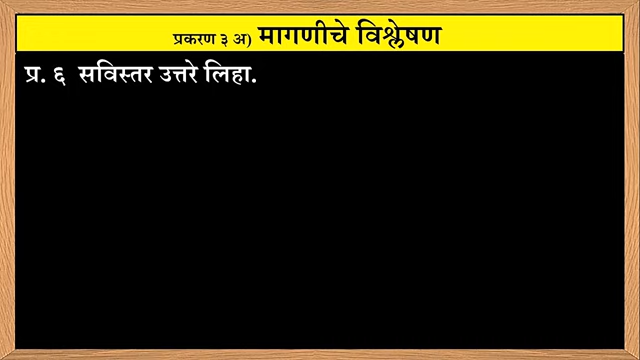 प्रकरण ३ अ) मागणीचे विश्लेषण
प्र. ६ सविस्तर उत्तरे लिहा.